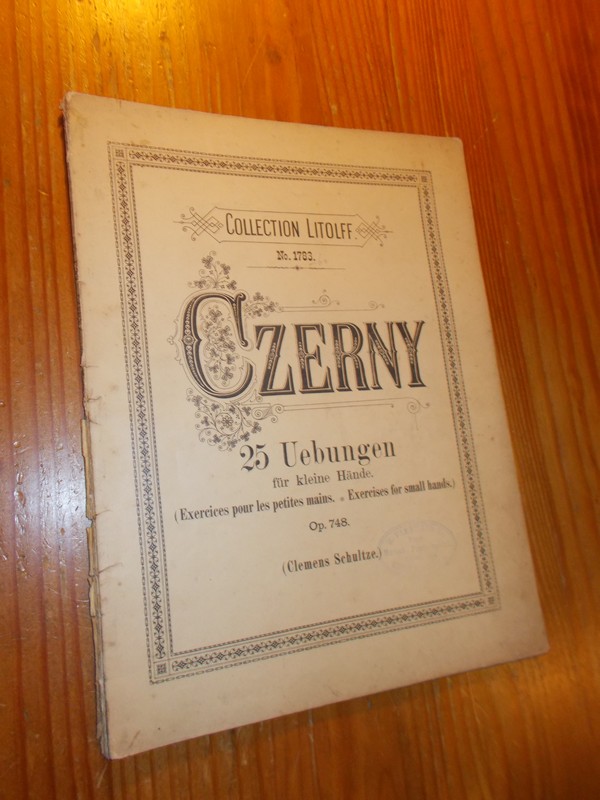 COLLECTION LITOLFF.
No. 1783.
CZERNY
25 Uebungen
für kleine Hände.
(Exercices pour les petites mains. Exercises for small hands.)
Op. 748.
(Clemens Schultze.)